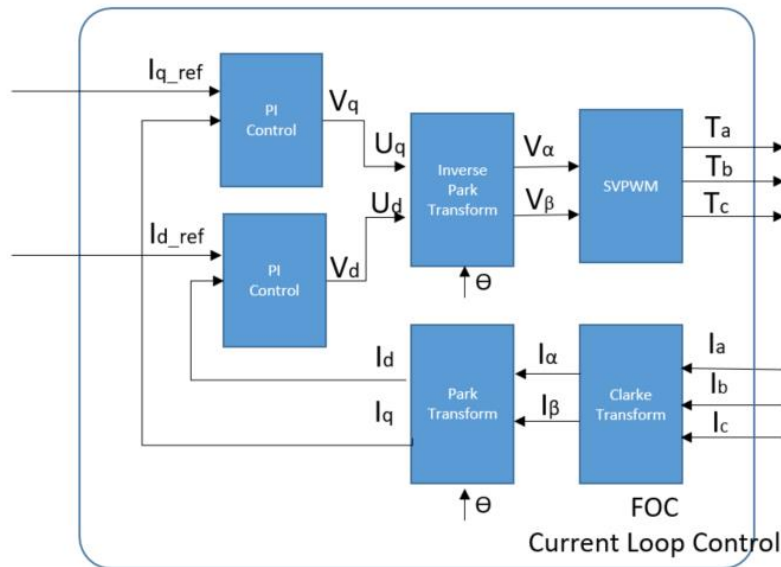 Iq_ref
PI
Control
Vq
Uq
Inverse
Park
Transform
Vα
Vβ
SVPWM
Ta
Tb
Tc
Id_ref
PI
Control
Vd
Ud
Θ
Id
Iq
Park
Transform
Iα
Iβ
Clarke
Transform
Ia
Ib
Ic
Θ
FOC
Current Loop Control